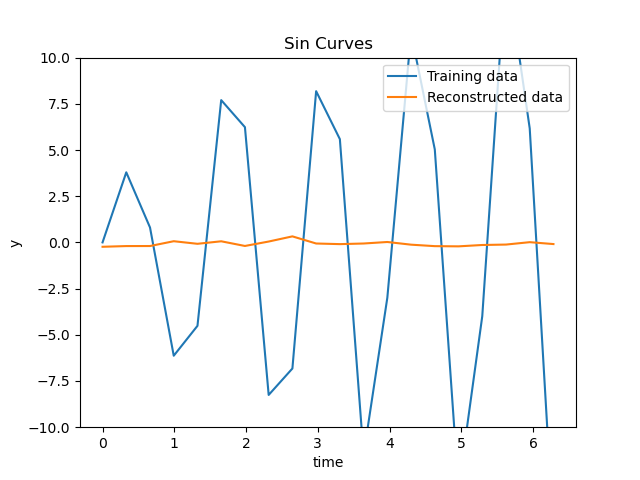 Sin Curves
Training data
Reconstructed data
10.0
7.5
5.0
2.5
0.0
−2.5
−5.0
−7.5
−10.0
y
0 1 2 3 4 5 6
time